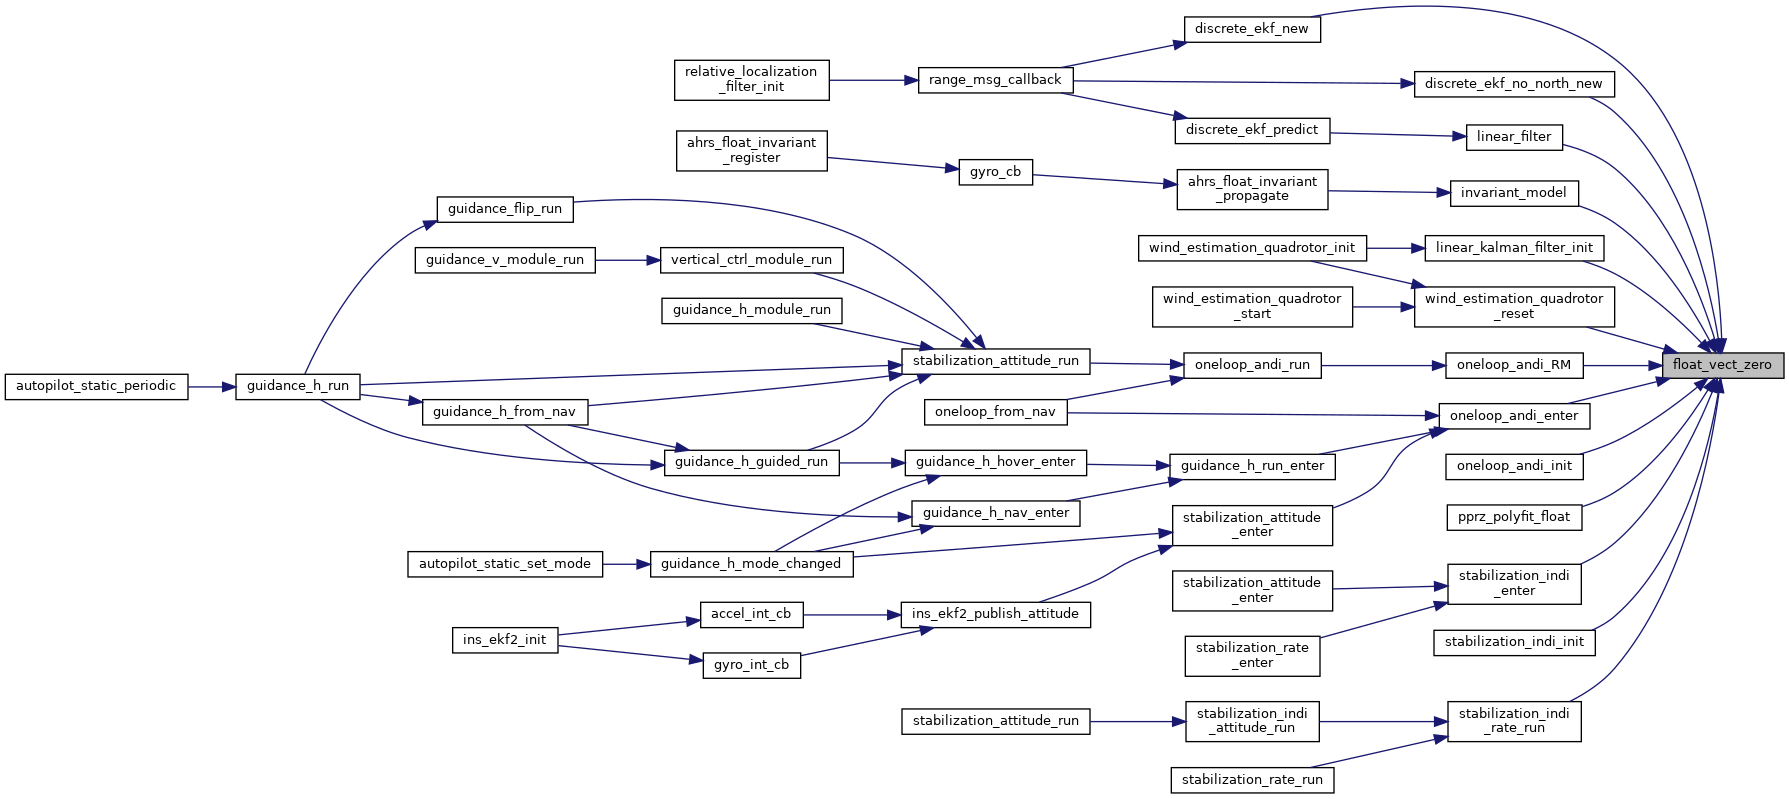 discrete_ekf_new
relative_localization
_filter_init
range_msg_callback
discrete_ekf_no_north_new
discrete_ekf_predict
linear_filter
ahrs_float_invariant
_register
gyro_cb
ahrs_float_invariant
_propagate
invariant_model
guidance_flip_run
guidance_v_module_run
vertical_ctrl_module_run
wind_estimation_quadrotor_init
linear_kalman_filter_init
guidance_h_module_run
wind_estimation_quadrotor
_start
wind_estimation_quadrotor
_reset
stabilization_attitude_run
oneloop_andi_run
oneloop_andi_RM
float_vect_zero
autopilot_static_periodic
guidance_h_run
guidance_h_from_nav
oneloop_from_nav
oneloop_andi_enter
guidance_h_guided_run
guidance_h_hover_enter
guidance_h_run_enter
oneloop_andi_init
guidance_h_nav_enter
stabilization_attitude
_enter
pprz_polyfit_float
autopilot_static_set_mode
guidance_h_mode_changed
stabilization_attitude
_enter
stabilization_indi
_enter
accel_int_cb
ins_ekf2_publish_attitude
ins_ekf2_init
gyro_int_cb
stabilization_rate
_enter
stabilization_indi_init
stabilization_attitude_run
stabilization_indi
_attitude_run
stabilization_indi
_rate_run
stabilization_rate_run